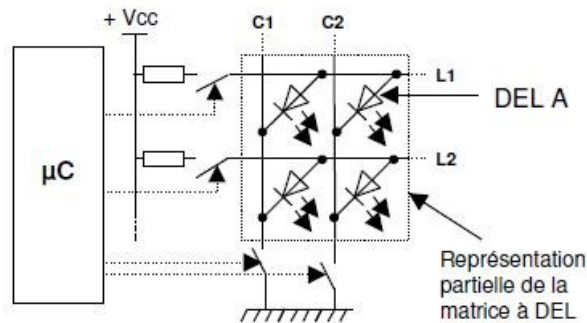 + Vcc
C1
C2
L1
DEL A
L2
µC
Représentation
partielle de la
matrice à DEL